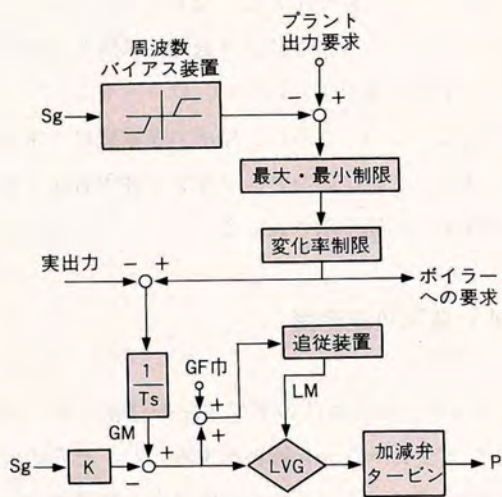 プラント
出力要求
周波数
バイアス装置
Sg
− +
最大・最小制限
変化率制限
実出力
− +
ボイラー
への要求
1
Ts
GF巾
追従装置
+
+
GM
LM
Sg
K
− +
LVG
加減弁
タービン
P